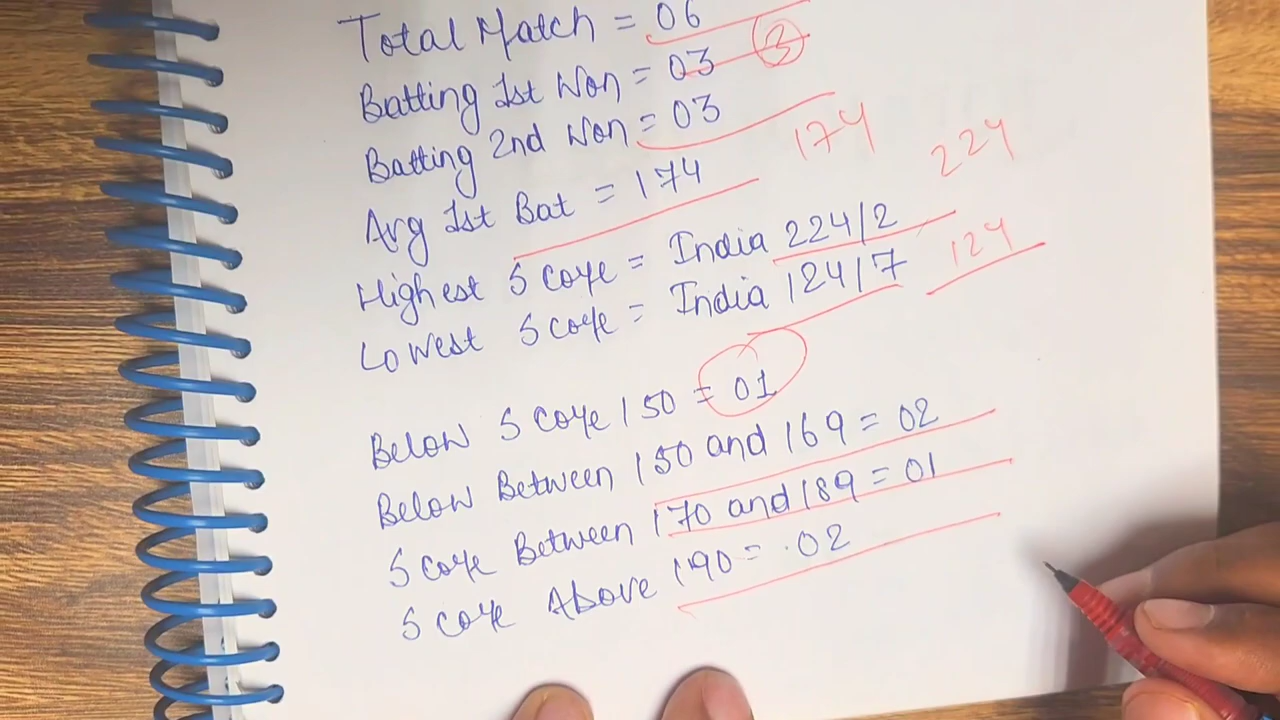 Total Match = 06
Batting 1st Won = 03 3
Batting 2nd Won = 03
Avg 1st Bat = 174 174
Highest Score = India 224/2 224
Lowest Score = India 124/7 124
Below Score 150 = 01
Below Between 150 and 169 = 02
Score Between 170 and 189 = 01
Score Above 190 = 02